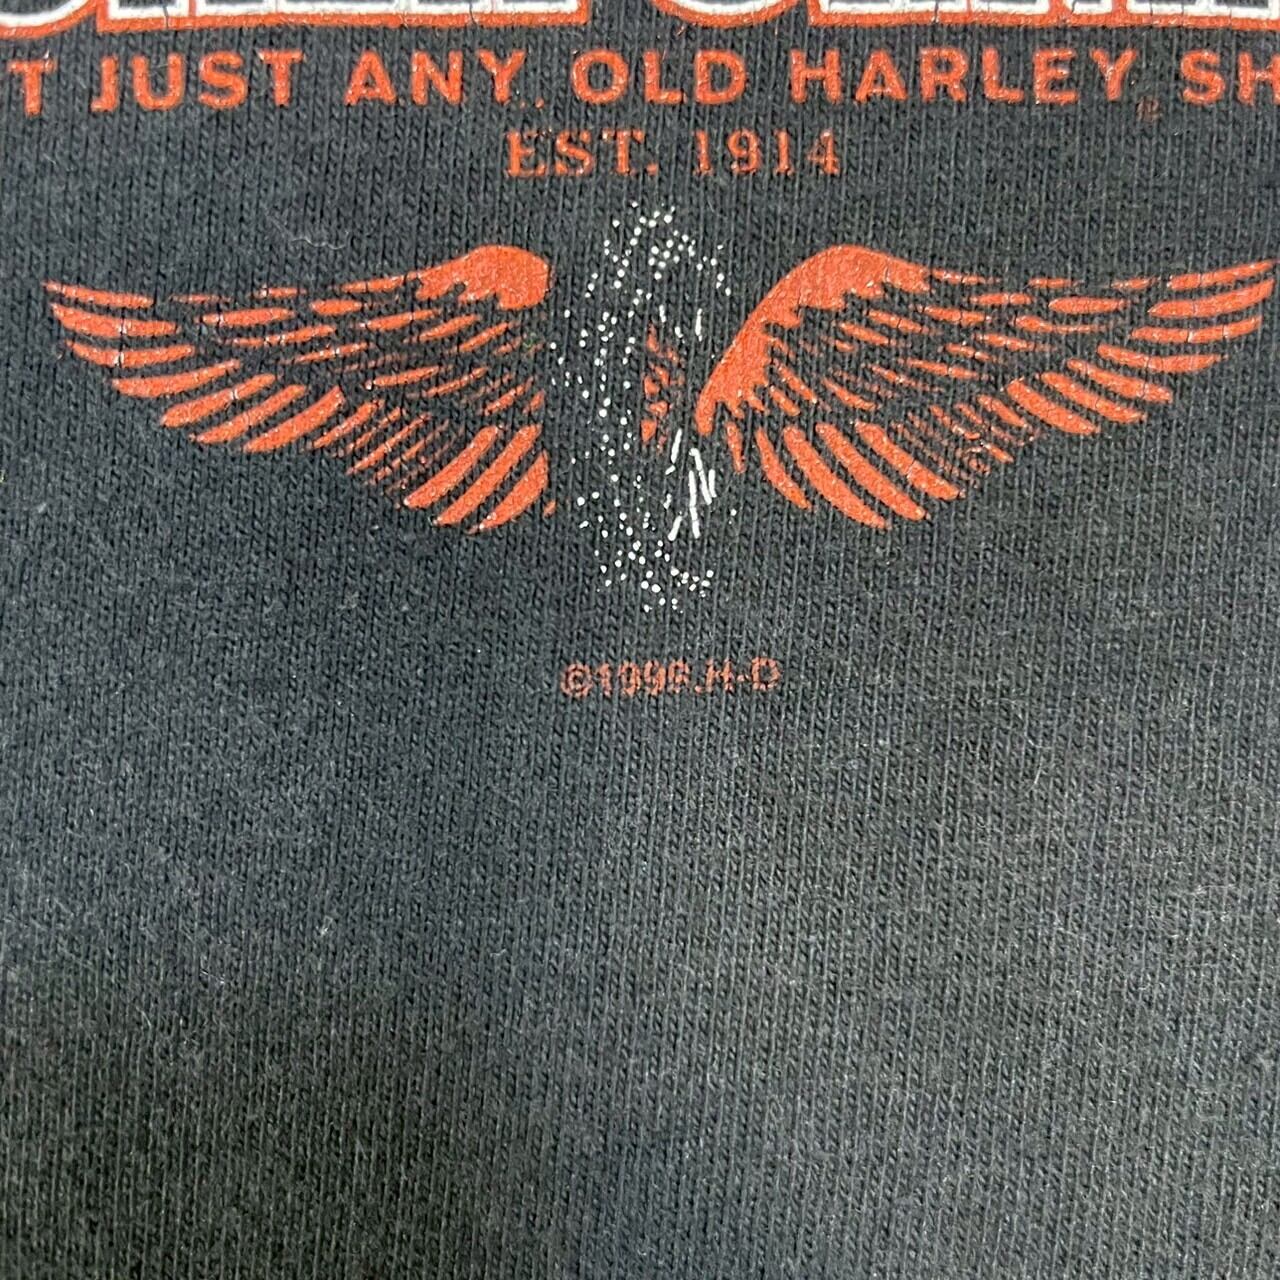 T JUST ANY OLD HARLEY® SH
EST. 1914
©1998 H-D